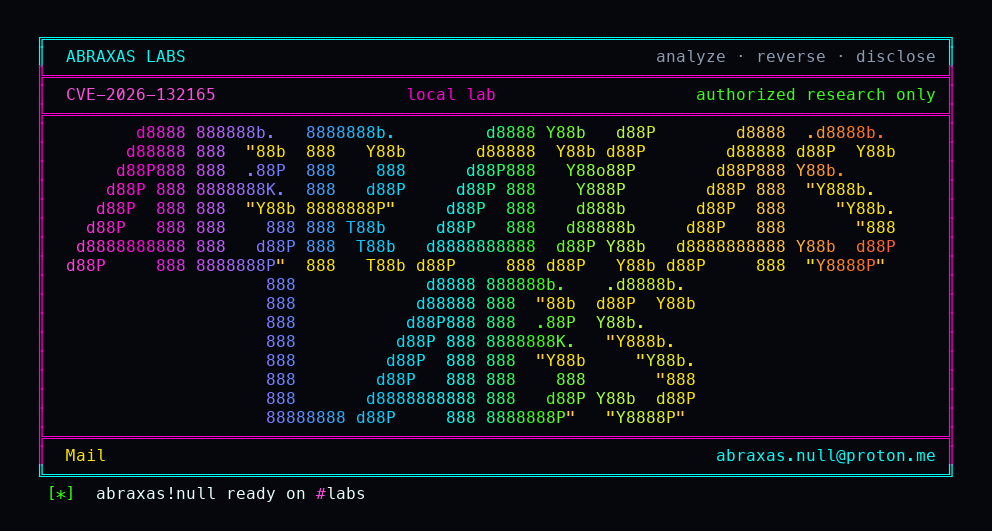 ABRAXAS LABS analyze · reverse · disclose
CVE—2026—132165 local lab authorized research only
ABRAXAS
LABS
Mail abraxas.null@proton.me
[*] abraxas!null ready on #labs